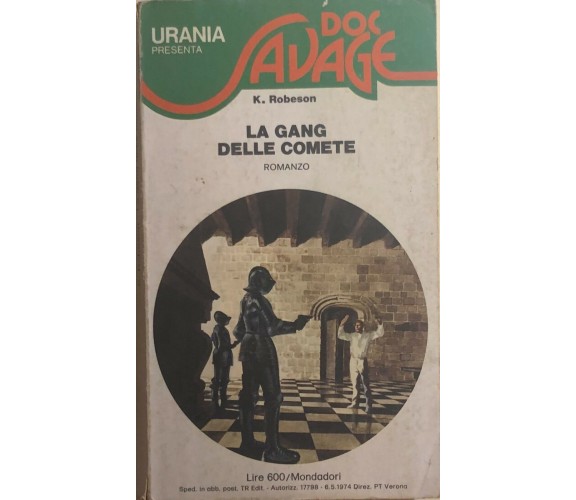 URANIA
PRESENTA
DOC
SAVAGE
K. Robeson
LA GANG
DELLE COMETE
ROMANZO
Lire 600/Mondadori
Sped. in abb. post. TR Edit. - Autorizz. 17798 - 6.5.1974 Direz. PT Verona